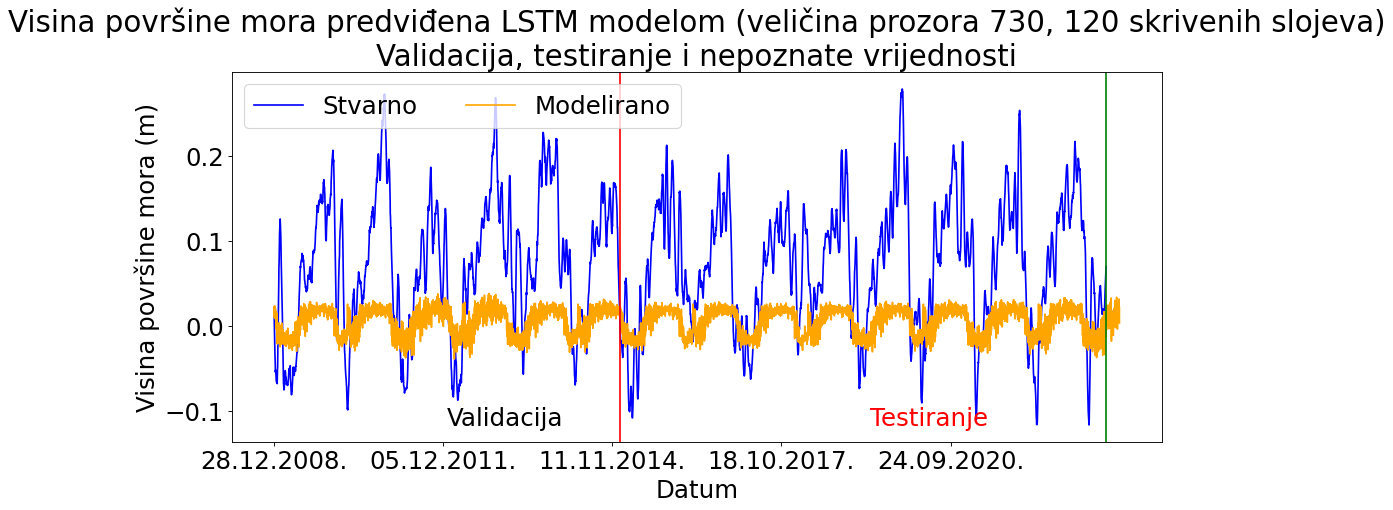 Visina površine mora predviđena LSTM modelom (veličina prozora 730, 120 skrivenih slojeva)
Validacija, testiranje i nepoznate vrijednosti
Stvarno Modelirano
Visina površine mora (m)
0.2
0.1
0.0
−0.1
Validacija Testiranje
28.12.2008. 05.12.2011. 11.11.2014. 18.10.2017. 24.09.2020.
Datum